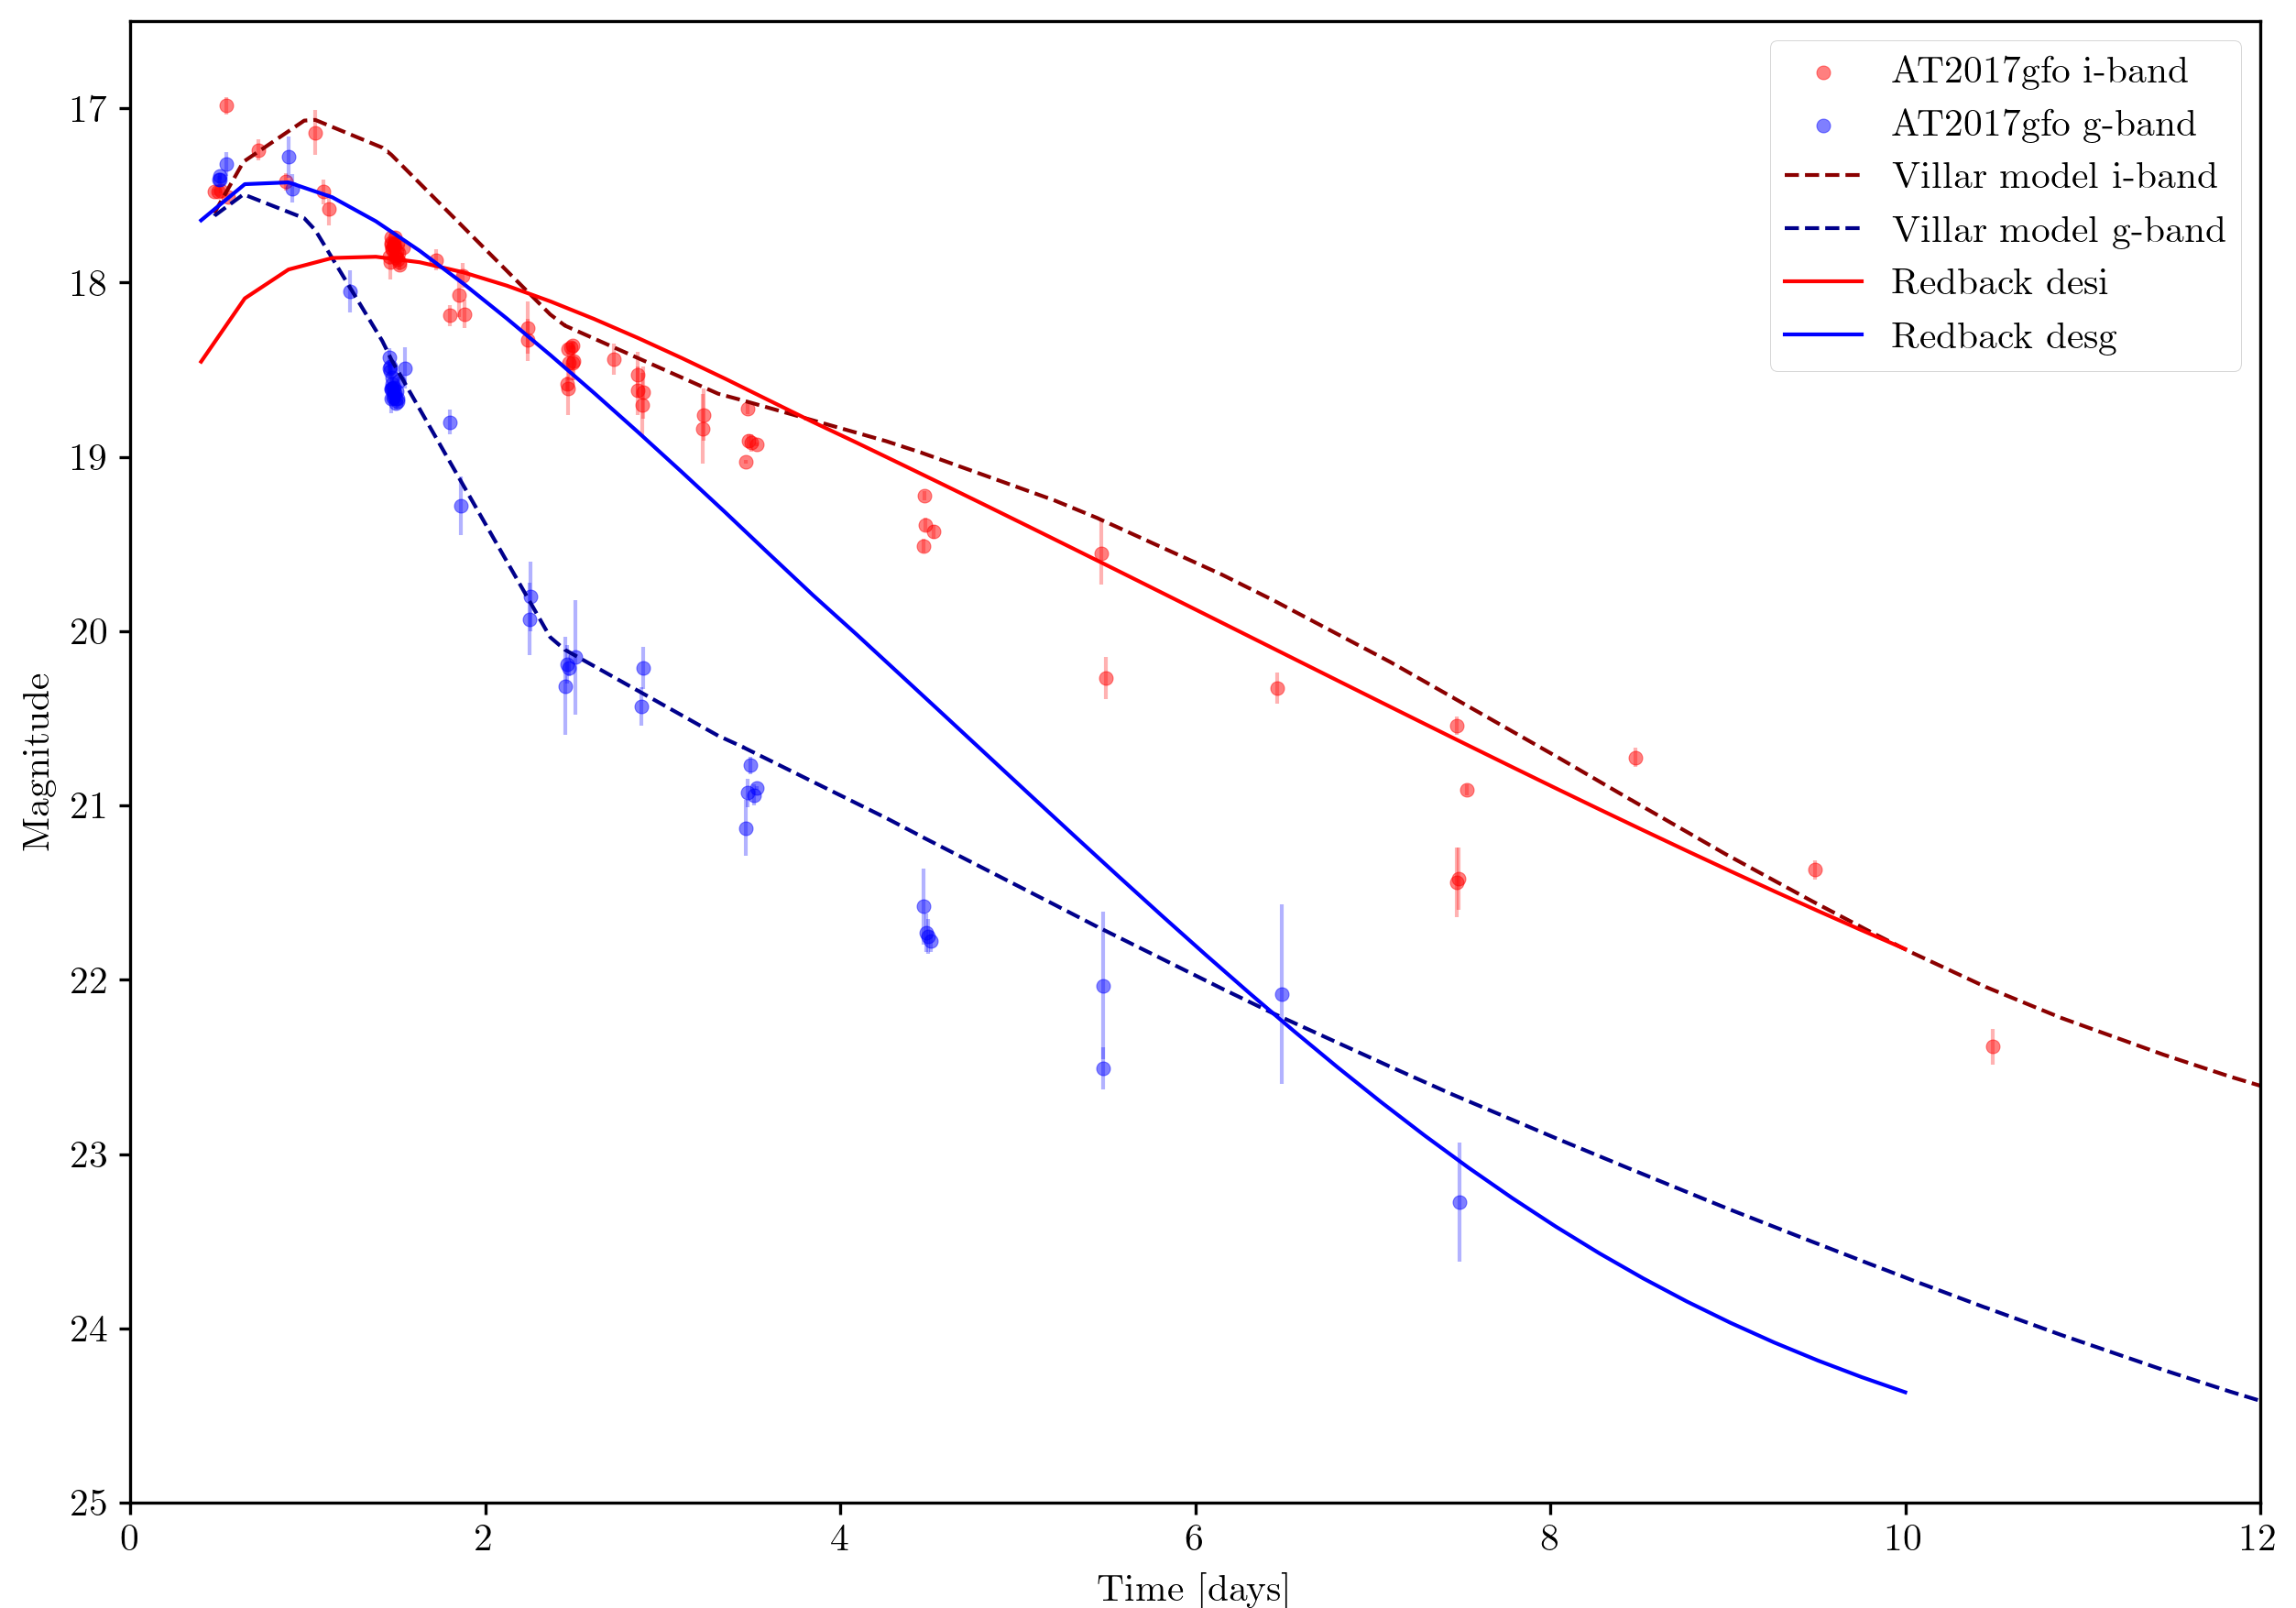 AT2017gfo i-band
AT2017gfo g-band
Villar model i-band
Villar model g-band
Redback desi
Redback desg
17
18
19
20
21
22
23
24
25
Magnitude
0 2 4 6 8 10 12
Time [days]